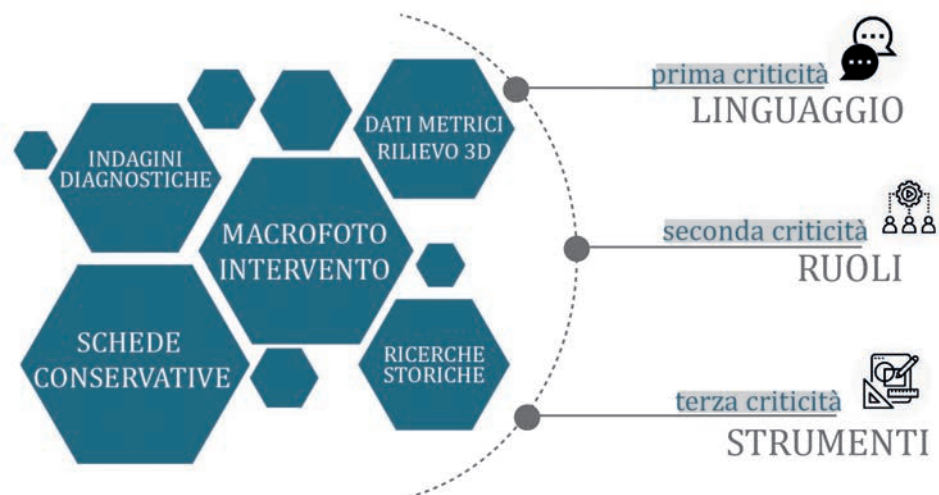 INDAGINI
DIAGNOSTICHE
DATI METRICI
RILIEVO 3D
MACROFOTO
INTERVENTO
SCHEDE
CONSERVATIVE
RICERCHE
STORICHE
prima criticità
LINGUAGGIO
seconda criticità
RUOLI
terza criticità
STRUMENTI